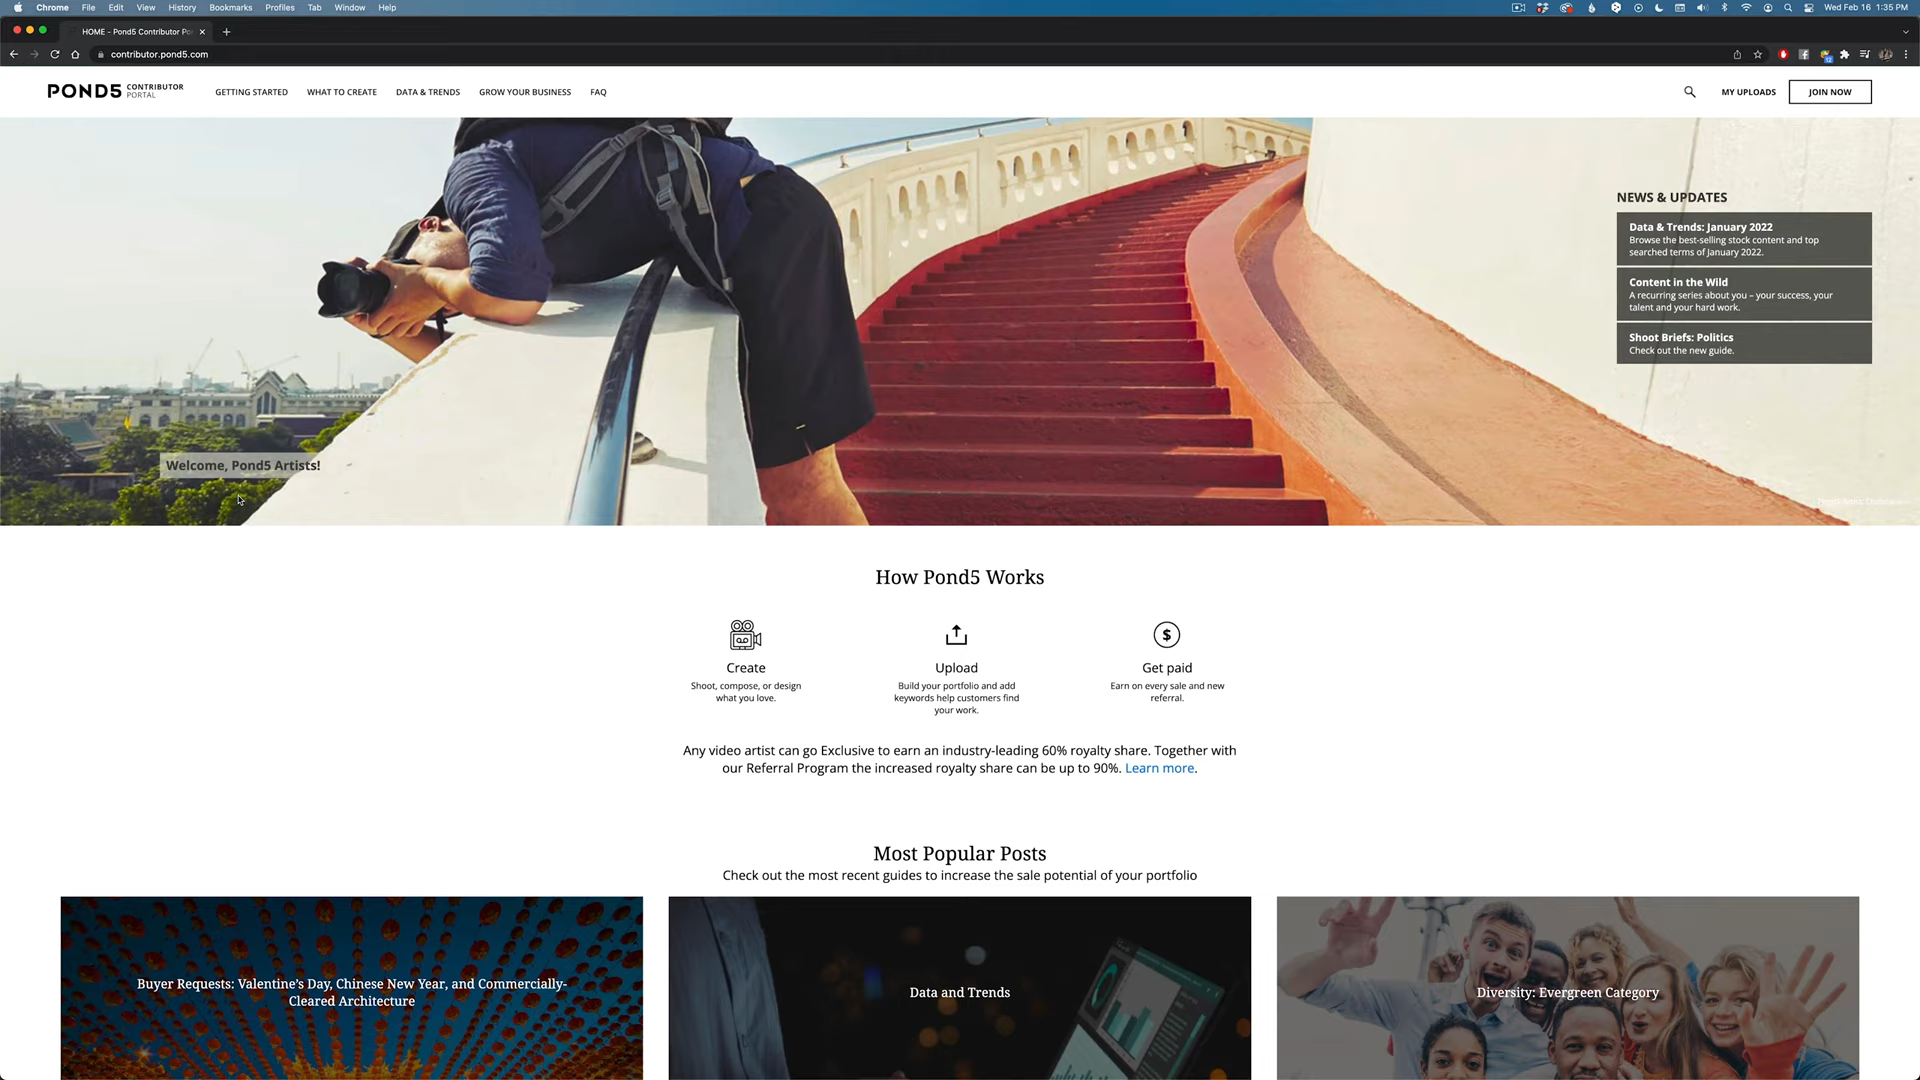 Chrome File Edit View History Bookmarks Profiles Tab Window Help
Wed Feb 16 1:35 PM
HOME - Pond5 Contributor Po
contributor.pond5.com
POND5 CONTRIBUTOR PORTAL
GETTING STARTED WHAT TO CREATE DATA & TRENDS GROW YOUR BUSINESS FAQ
MY UPLOADS JOIN NOW
NEWS & UPDATES
Data & Trends: January 2022
Browse the best-selling stock content and top
searched terms of January 2022.
Content in the Wild
A recurring series about you – your success, your
talent and your hard work.
Shoot Briefs: Politics
Check out the new guide.
Welcome, Pond5 Artists!
How Pond5 Works
Create
Shoot, compose, or design
what you love.
Upload
Build your portfolio and add
keywords help customers find
your work.
Get paid
Earn on every sale and new
referral.
Any video artist can go Exclusive to earn an industry-leading 60% royalty share. Together with
our Referral Program the increased royalty share can be up to 90%. Learn more.
Most Popular Posts
Check out the most recent guides to increase the sale potential of your portfolio
Buyer Requests: Valentine’s Day, Chinese New Year, and Commercially-
Cleared Architecture
Data and Trends
Diversity: Evergreen Category